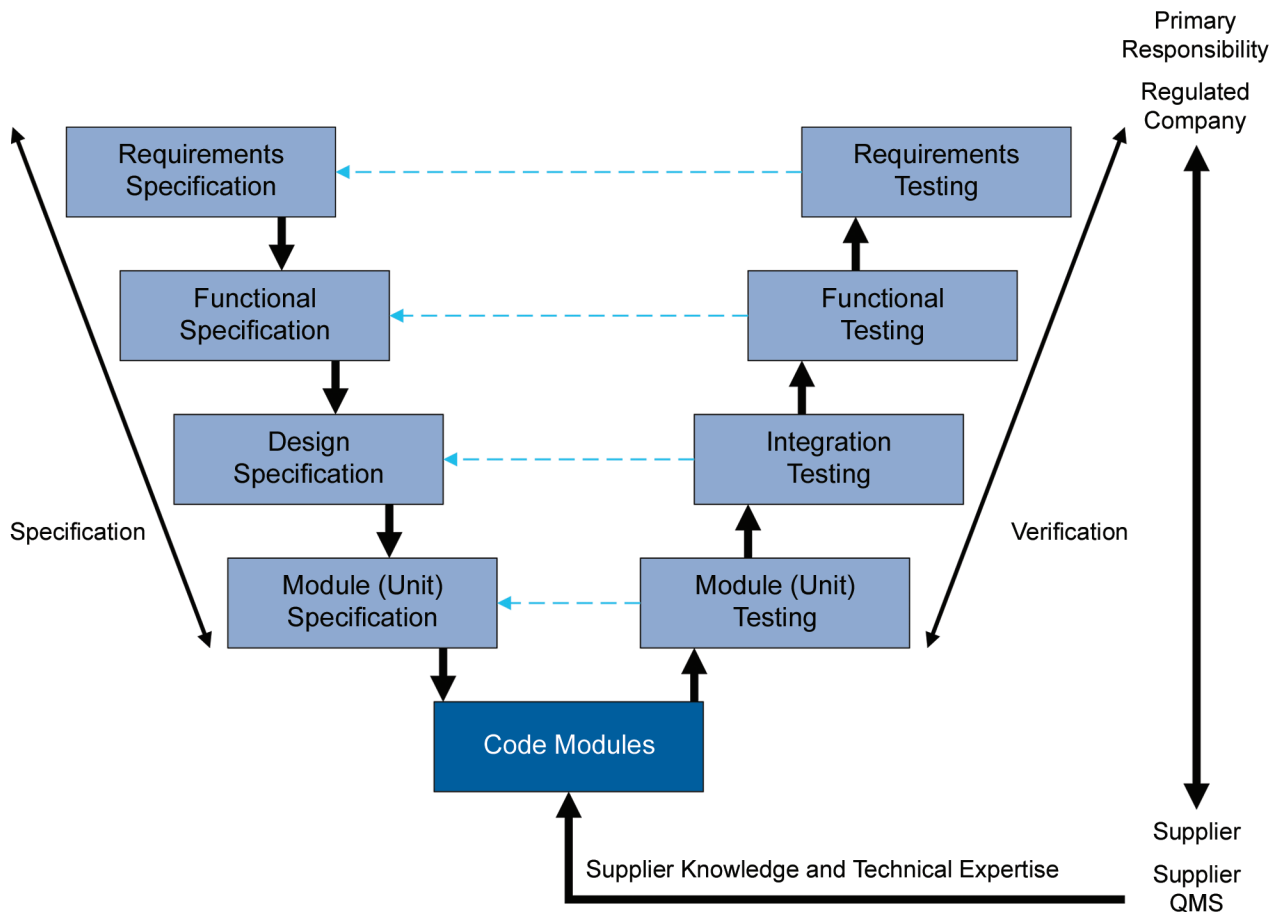 Primary
Responsibility
Regulated
Company
Requirements
Specification
Requirements
Testing
Functional
Specification
Functional
Testing
Design
Specification
Integration
Testing
Specification
Verification
Module (Unit)
Specification
Module (Unit)
Testing
Code Modules
Supplier
Supplier Knowledge and Technical Expertise
Supplier
QMS